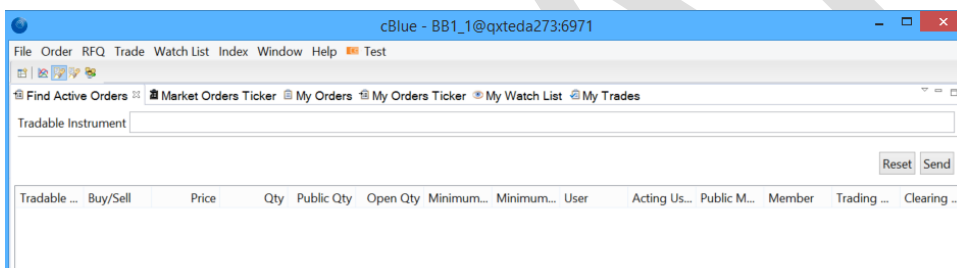 cBlue - BB1_1@qxteda273:6971
File Order RFQ Trade Watch List Index Window Help Test
Find Active Orders Market Orders Ticker My Orders My Orders Ticker My Watch List My Trades
Tradable Instrument
Reset Send
Tradable ... Buy/Sell Price Qty Public Qty Open Qty Minimum... Minimum... User Acting Us... Public M... Member Trading ... Clearing ...